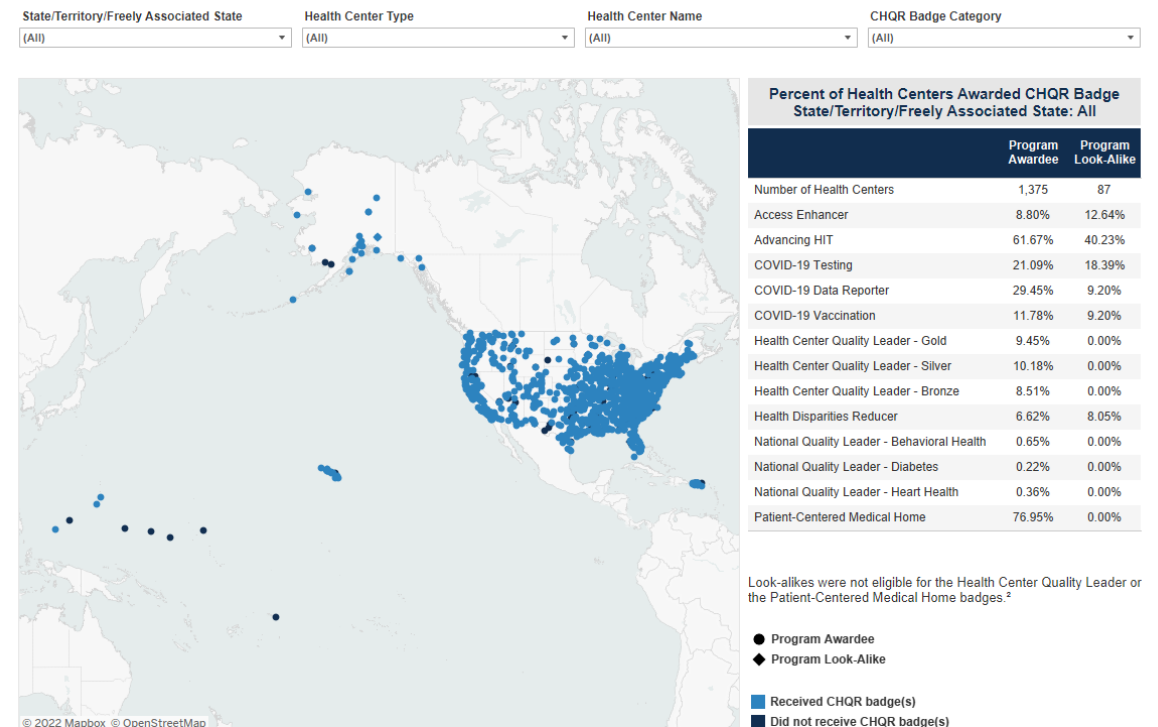 State/Territory/Freely Associated State Health Center Type Health Center Name CHQR Badge Category
(All) (All) (All) (All)
Percent of Health Centers Awarded CHQR Badge
State/Territory/Freely Associated State: All
Program Awardee Program Look-Alike
Number of Health Centers 1,375 87
Access Enhancer 8.80% 12.64%
Advancing HIT 61.67% 40.23%
COVID-19 Testing 21.09% 18.39%
COVID-19 Data Reporter 29.45% 9.20%
COVID-19 Vaccination 11.78% 9.20%
Health Center Quality Leader - Gold 9.45% 0.00%
Health Center Quality Leader - Silver 10.18% 0.00%
Health Center Quality Leader - Bronze 8.51% 0.00%
Health Disparities Reducer 6.62% 8.05%
National Quality Leader - Behavioral Health 0.65% 0.00%
National Quality Leader - Diabetes 0.22% 0.00%
National Quality Leader - Heart Health 0.36% 0.00%
Patient-Centered Medical Home 76.95% 0.00%
Look-alikes were not eligible for the Health Center Quality Leader or
the Patient-Centered Medical Home badges.²
Program Awardee
Program Look-Alike
Received CHQR badge(s)
Did not receive CHQR badge(s)
© 2022 Mapbox © OpenStreetMap